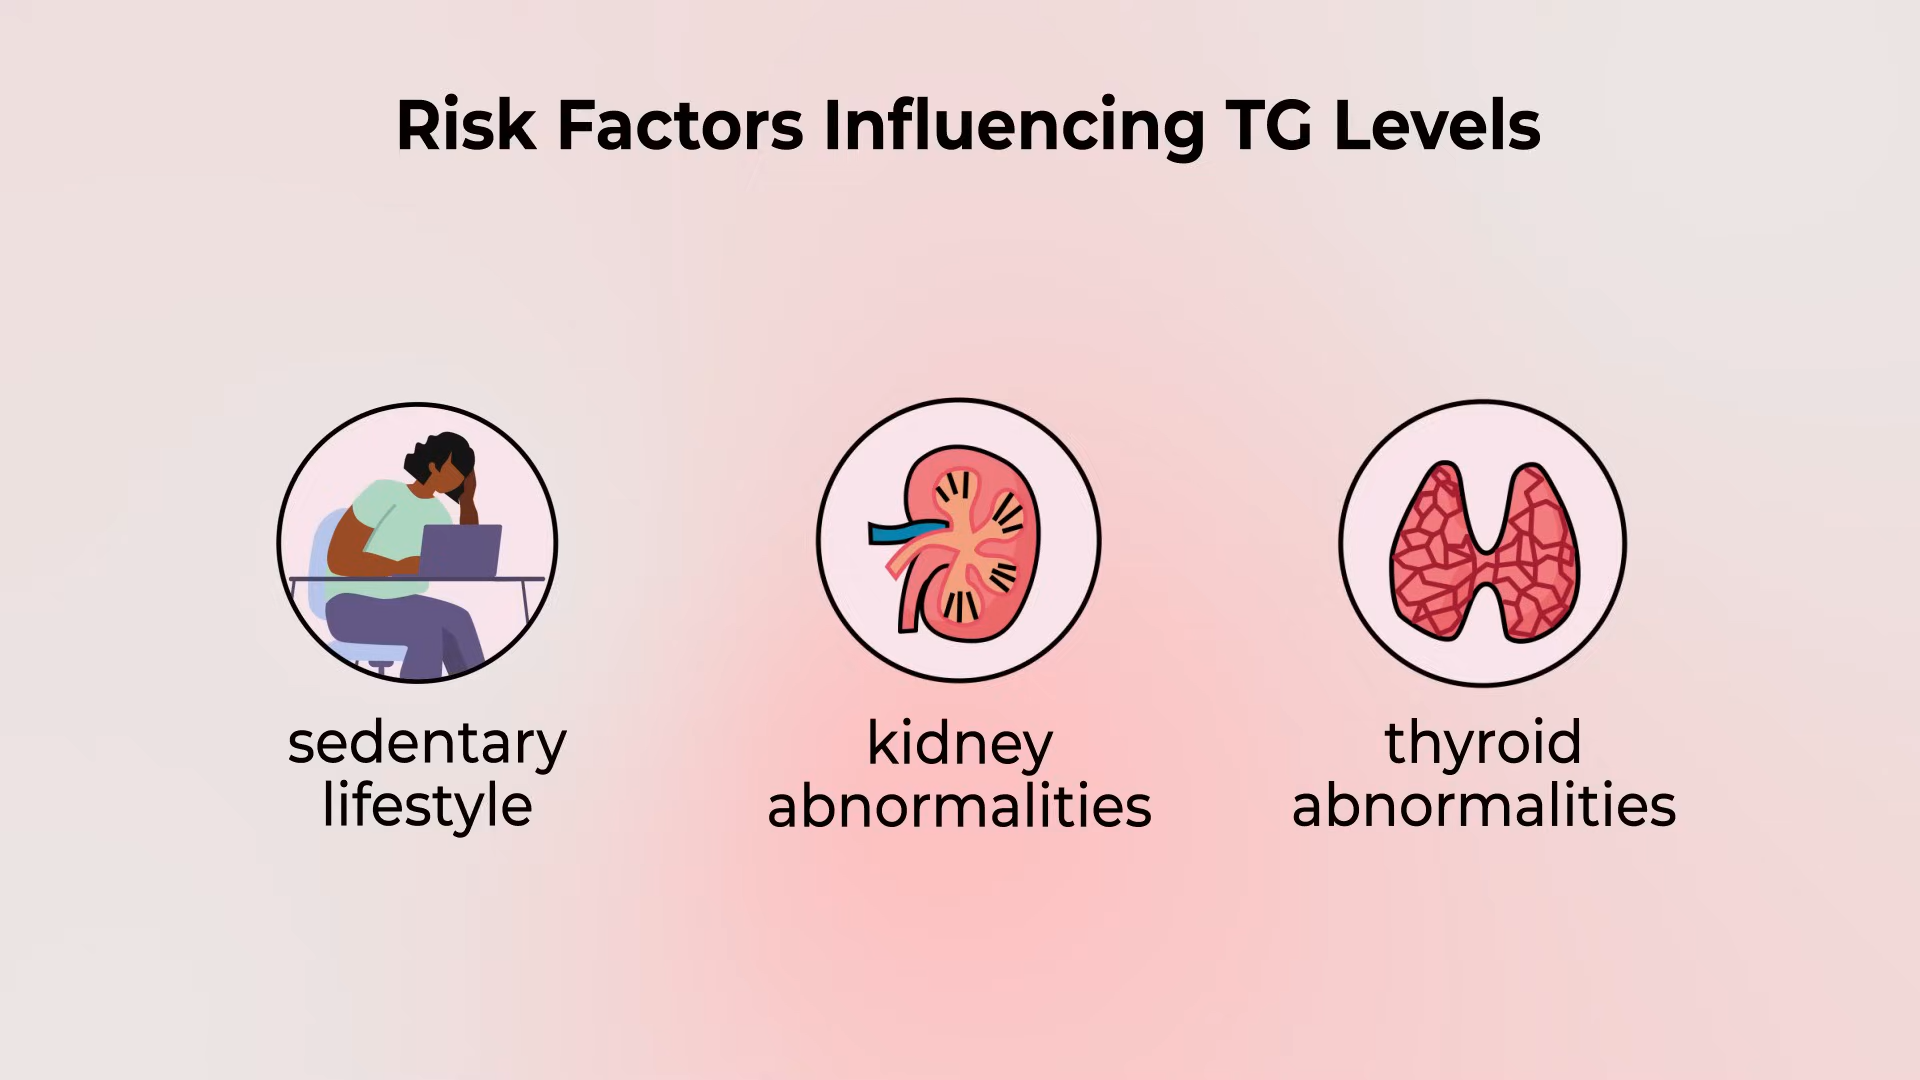 Risk Factors Influencing TG Levels
sedentary
lifestyle
kidney
abnormalities
thyroid
abnormalities